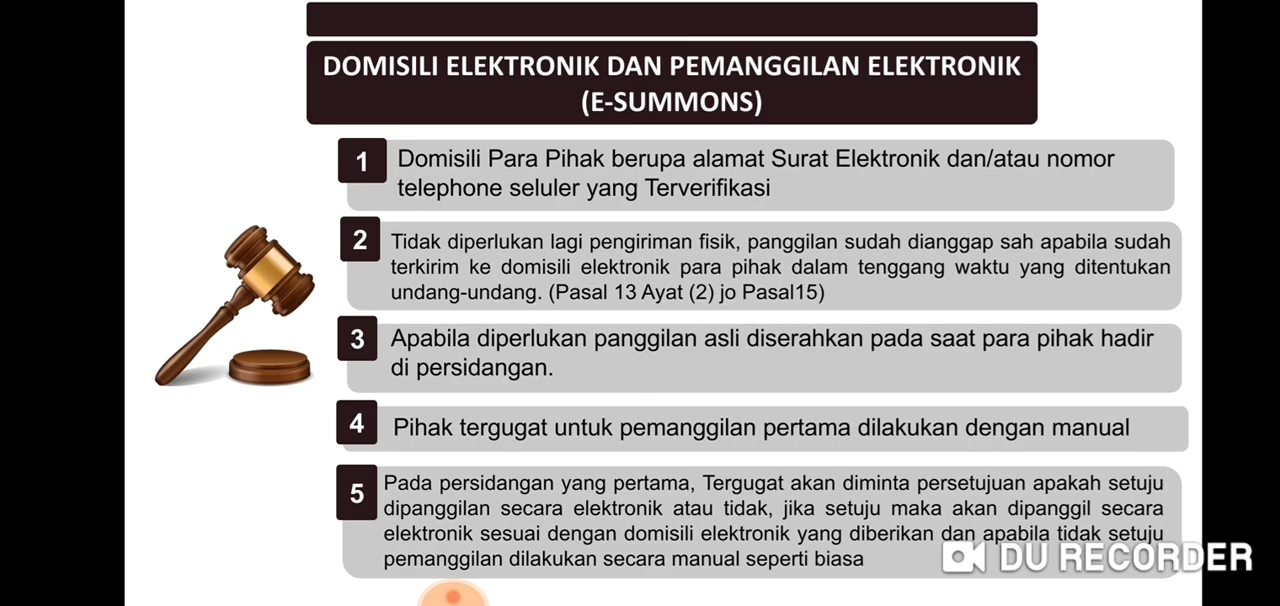 DOMISILI ELEKTRONIK DAN PEMANGGILAN ELEKTRONIK
(E-SUMMONS)
1
Domisili Para Pihak berupa alamat Surat Elektronik dan/atau nomor
telephone seluler yang Terverifikasi
2
Tidak diperlukan lagi pengiriman fisik, panggilan sudah dianggap sah apabila sudah
terkirim ke domisili elektronik para pihak dalam tenggang waktu yang ditentukan
undang-undang. (Pasal 13 Ayat (2) jo Pasal15)
3
Apabila diperlukan panggilan asli diserahkan pada saat para pihak hadir
di persidangan.
4
Pihak tergugat untuk pemanggilan pertama dilakukan dengan manual
5
Pada persidangan yang pertama, Tergugat akan diminta persetujuan apakah setuju
dipanggilan secara elektronik atau tidak, jika setuju maka akan dipanggil secara
elektronik sesuai dengan domisili elektronik yang diberikan dan apabila tidak setuju
pemanggilan dilakukan secara manual seperti biasa
DU RECORDER